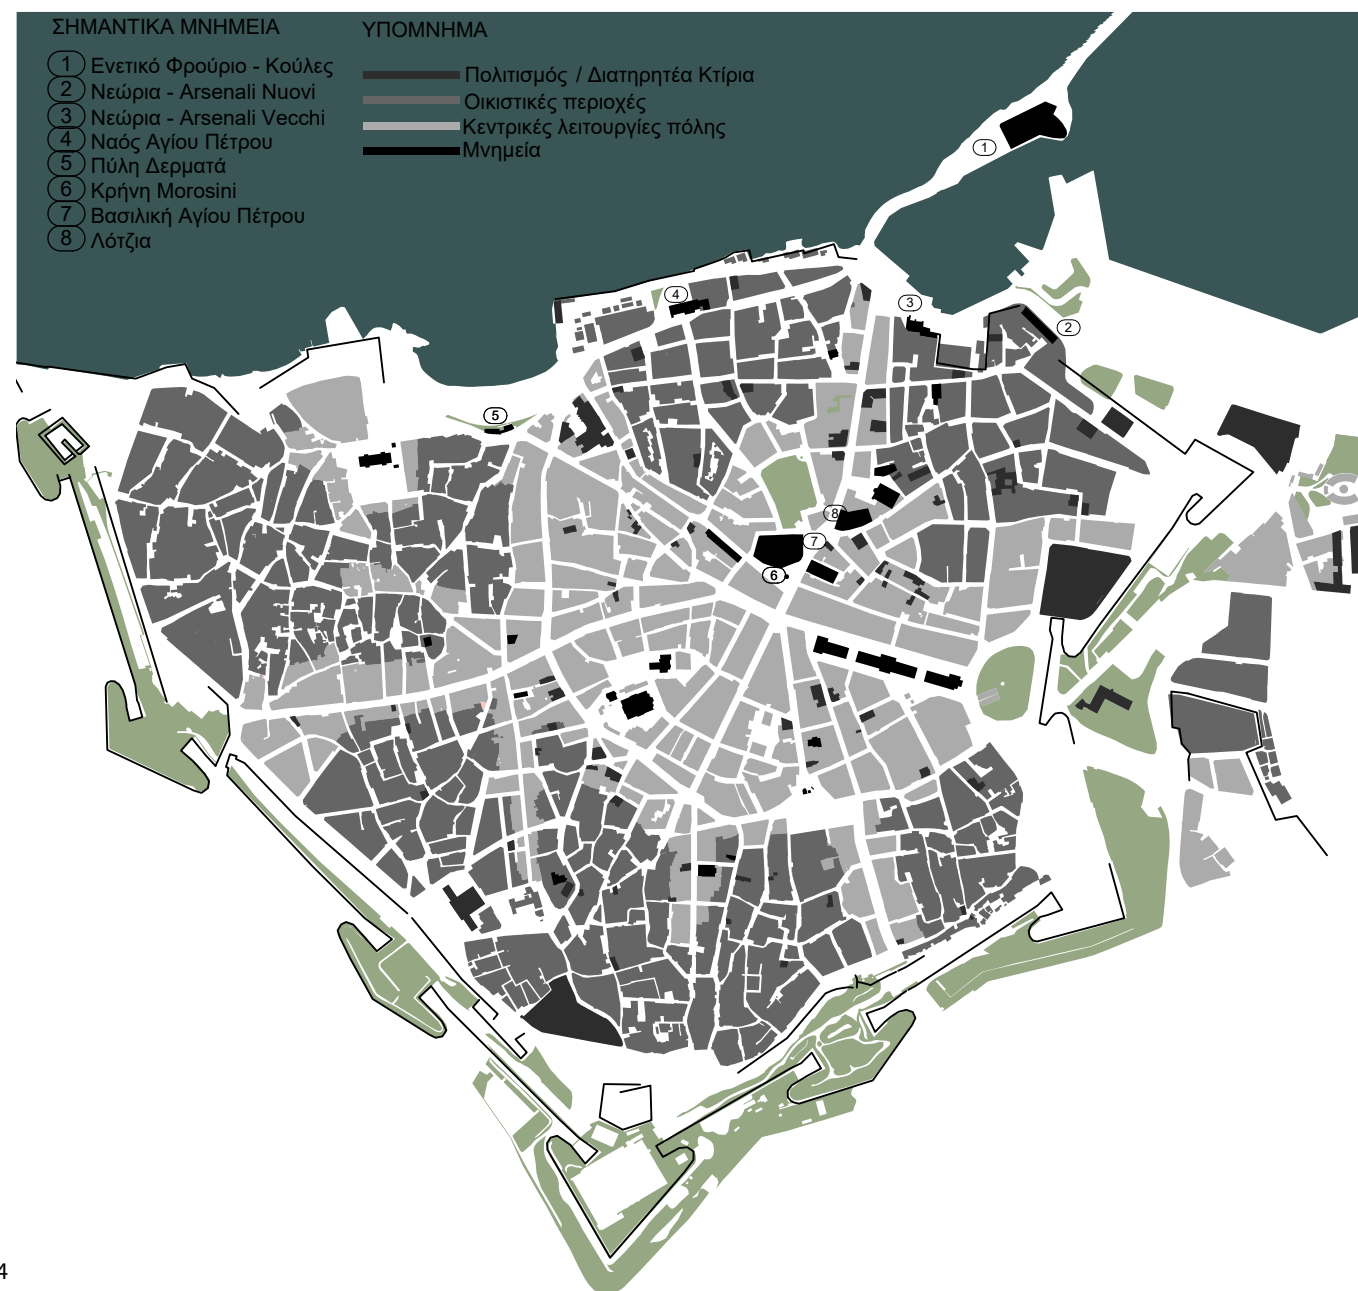 ΣΗΜΑΝΤΙΚΑ ΜΝΗΜΕΙΑ
1 Ενετικό Φρούριο - Κούλες
2 Νεώρια - Arsenali Nuovi
3 Νεώρια - Arsenali Vecchi
4 Ναός Αγίου Πέτρου
5 Πύλη Δερματά
6 Κρήνη Morosini
7 Βασιλική Αγίου Πέτρου
8 Λότζια
ΥΠΟΜΝΗΜΑ
Πολιτισμός / Διατηρητέα Κτίρια
Οικιστικές περιοχές
Κεντρικές λειτουργίες πόλης
Μνημεία
1
4
3
2
5
8
7
6
4